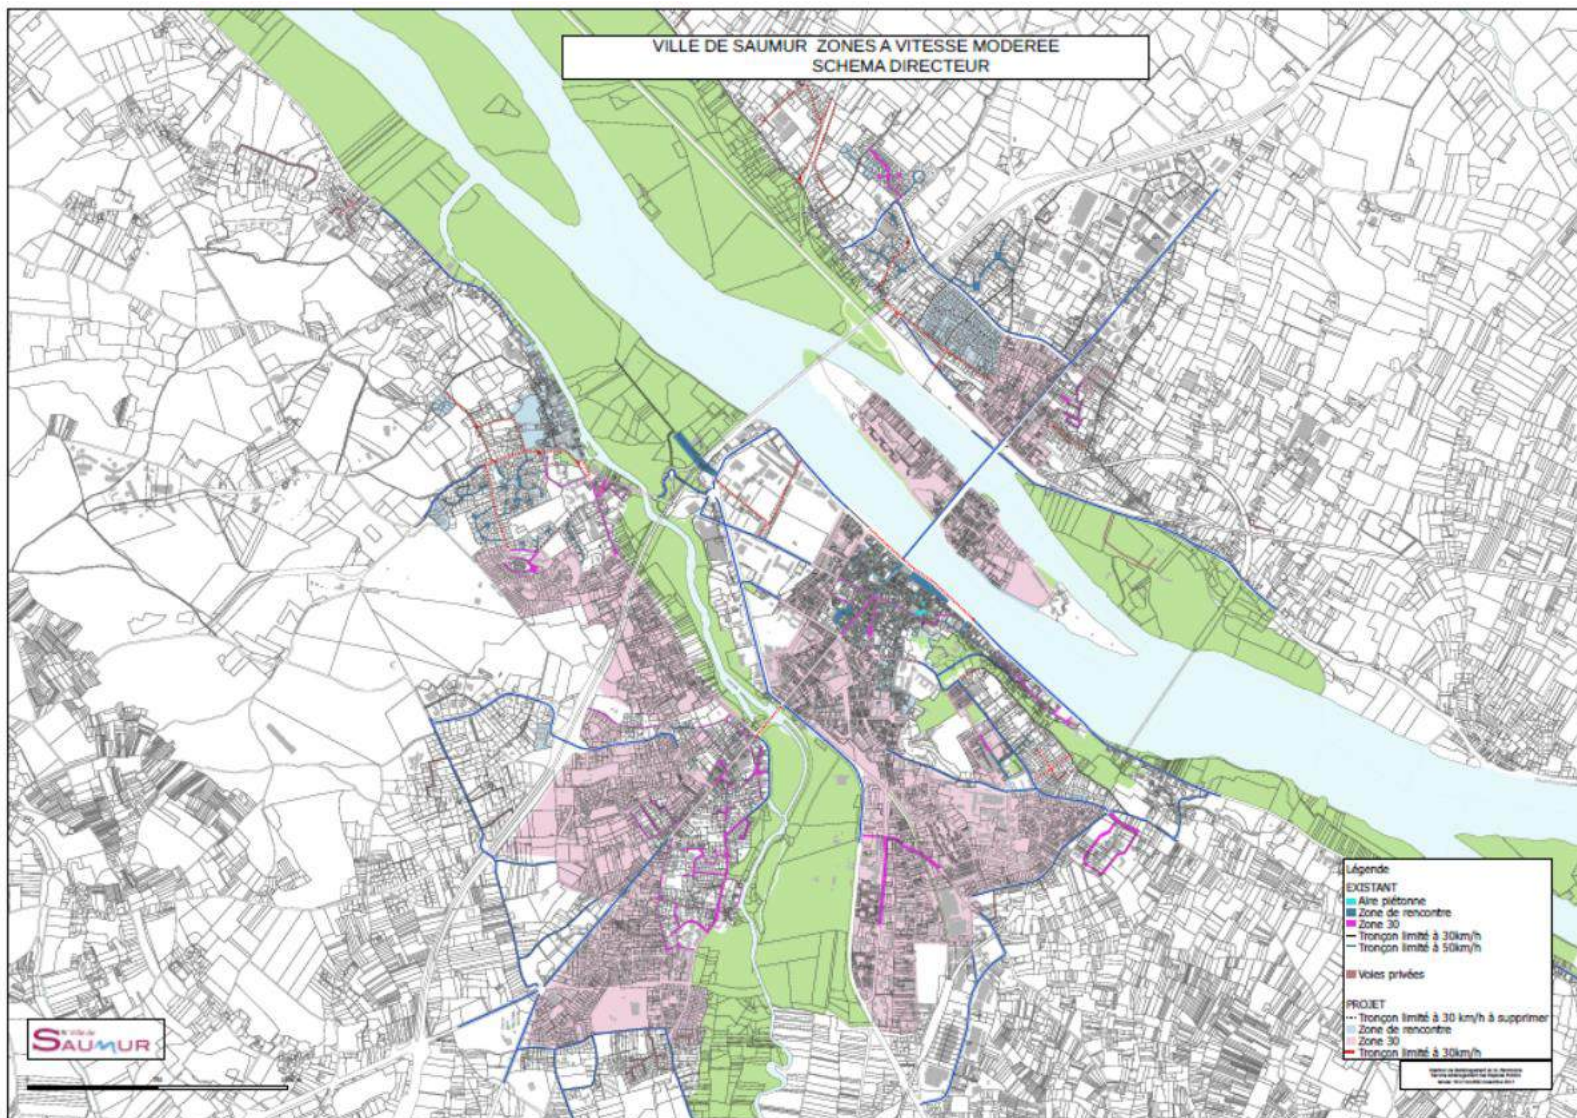 VILLE DE SAUMUR ZONES A VITESSE MODEREE
SCHEMA DIRECTEUR
Légende
EXISTANT
Aire piétonne
Zone de rencontre
Zone 30
Tronçon limité à 30km/h
Tronçon limité à 50km/h
Voies privées
PROJET
Tronçon limité à 30 km/h à supprimer
Zone de rencontre
Zone 30
Tronçon limité à 30km/h
Ville de
SAUMUR